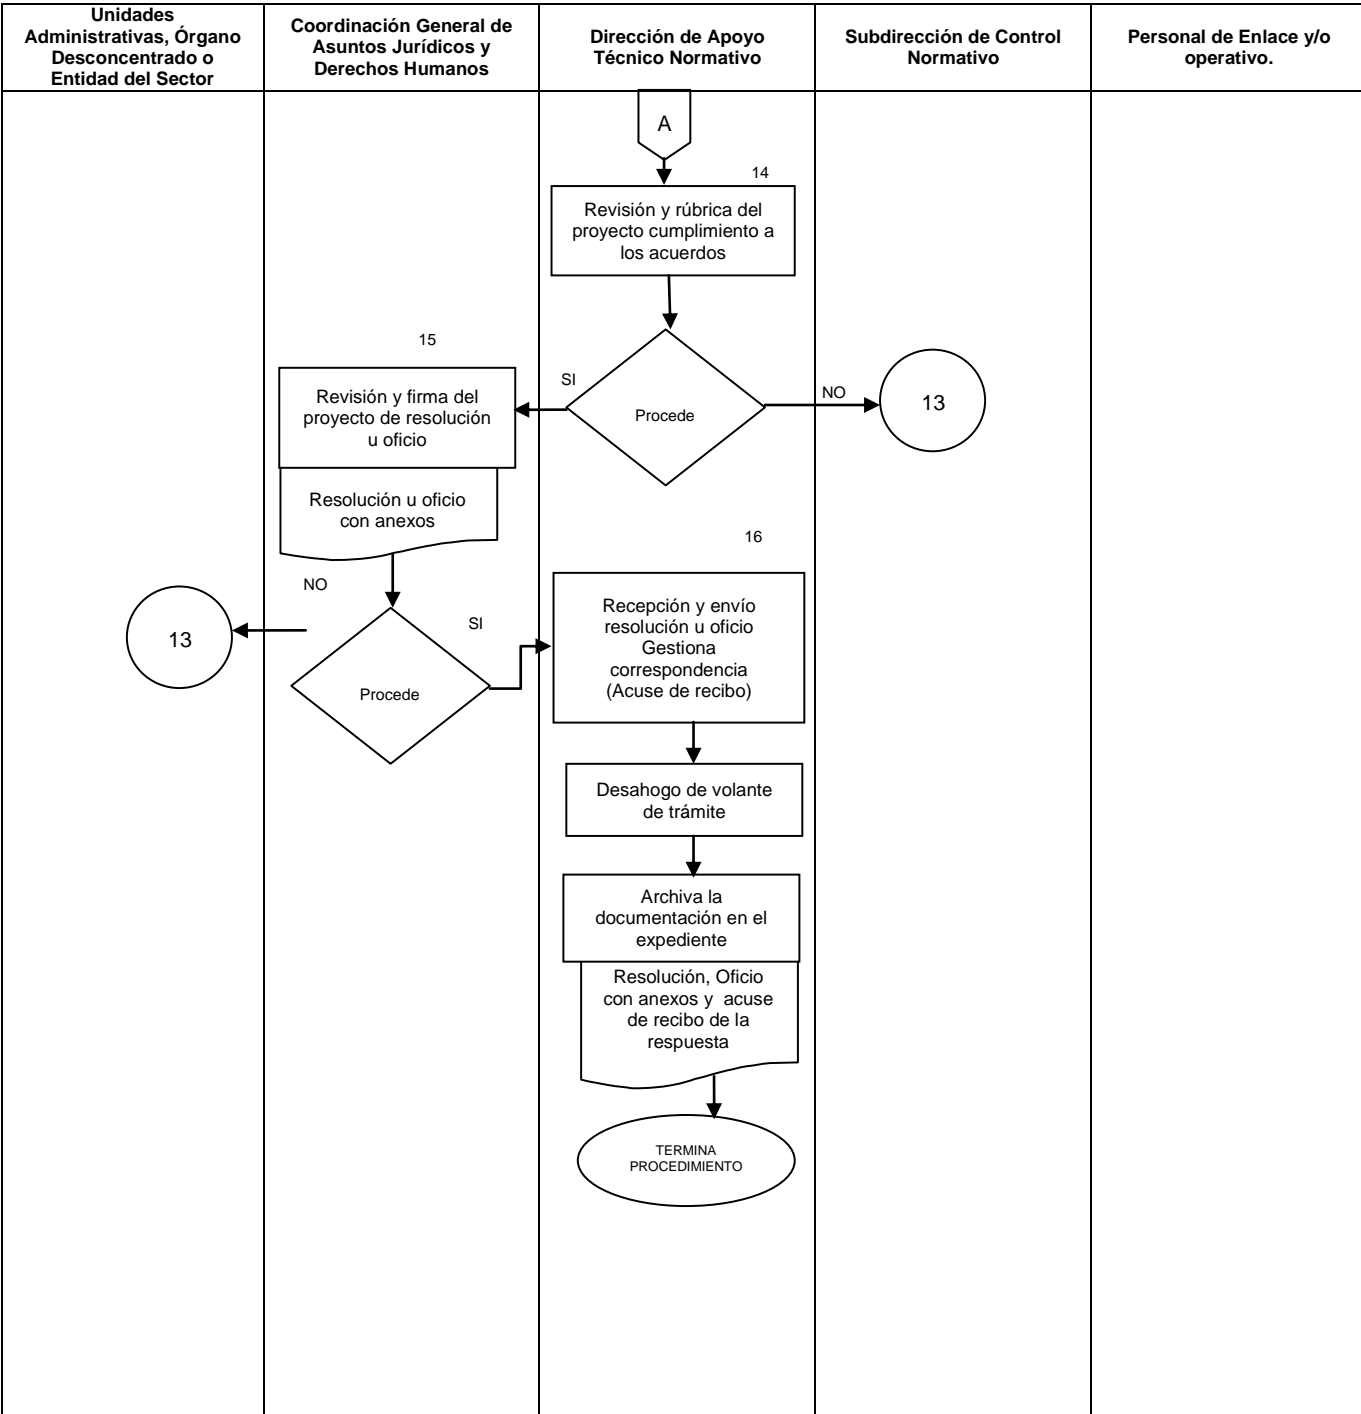 Unidades
Administrativas, Órgano
Desconcentrado o
Entidad del Sector
Coordinación General de
Asuntos Jurídicos y
Derechos Humanos
Dirección de Apoyo
Técnico Normativo
Subdirección de Control
Normativo
Personal de Enlace y/o
operativo.
A
14
Revisión y rúbrica del
proyecto cumplimiento a
los acuerdos
Procede
SI
NO
13
15
Revisión y firma del
proyecto de resolución
u oficio
Resolución u oficio
con anexos
NO
13
Procede
SI
16
Recepción y envío
resolución u oficio
Gestiona
correspondencia
(Acuse de recibo)
Desahogo de volante
de trámite
Archiva la
documentación en el
expediente
Resolución, Oficio
con anexos y  acuse
de recibo de la
respuesta
TERMINA
PROCEDIMIENTO